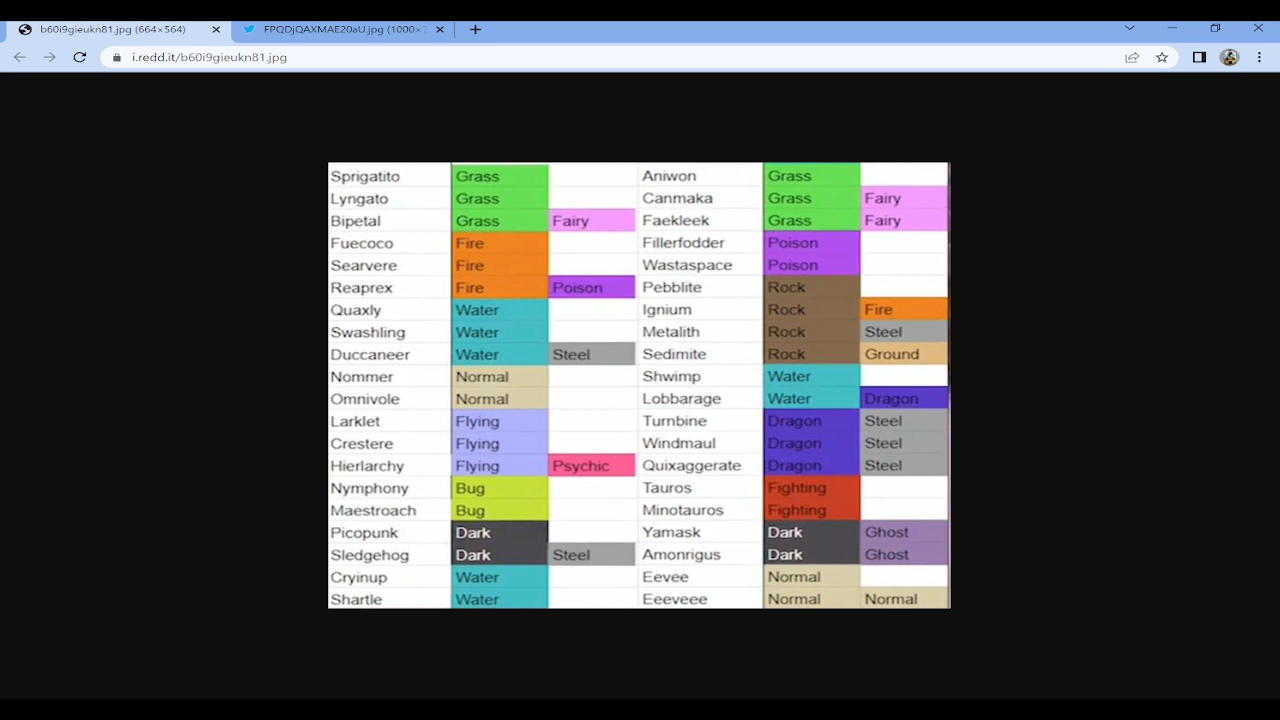 b60i9gieukn81.jpg (664×564)
FPQDjQAXMAE20aU.jpg (1000×
i.redd.it/b60i9gieukn81.jpg
Sprigatito Grass Aniwon Grass
Lyngato Grass Canmaka Grass Fairy
Bipetal Grass Fairy Faekleek Grass Fairy
Fuecoco Fire Fillerfodder Poison
Searvere Fire Wastaspace Poison
Reaprex Fire Poison Pebblite Rock
Quaxly Water Ignium Rock Fire
Swashling Water Metalith Rock Steel
Duccaneer Water Steel Sedimite Rock Ground
Nommer Normal Shwimp Water
Omnivole Normal Lobbarage Water Dragon
Larklet Flying Turnbine Dragon Steel
Crestere Flying Windmaul Dragon Steel
Hierlarchy Flying Psychic Quixaggerate Dragon Steel
Nymphony Bug Tauros Fighting
Maestroach Bug Minotauros Fighting
Picopunk Dark Yamask Dark Ghost
Sledgehog Dark Steel Amonrigus Dark Ghost
Cryinup Water Eevee Normal
Shartle Water Eeeveee Normal Normal